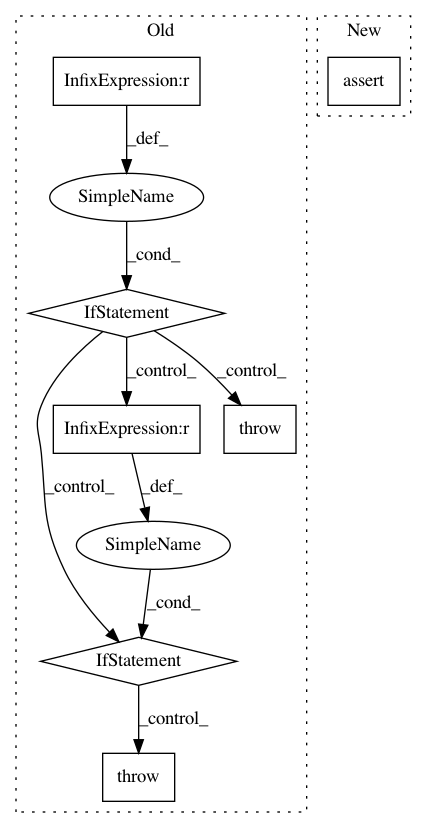 Old
New
InfixExpression:r
assert
_def_
SimpleName
_cond_
IfStatement
_control_
_control_
InfixExpression:r
throw
_control_
_def_
SimpleName
_cond_
IfStatement
_control_
throw